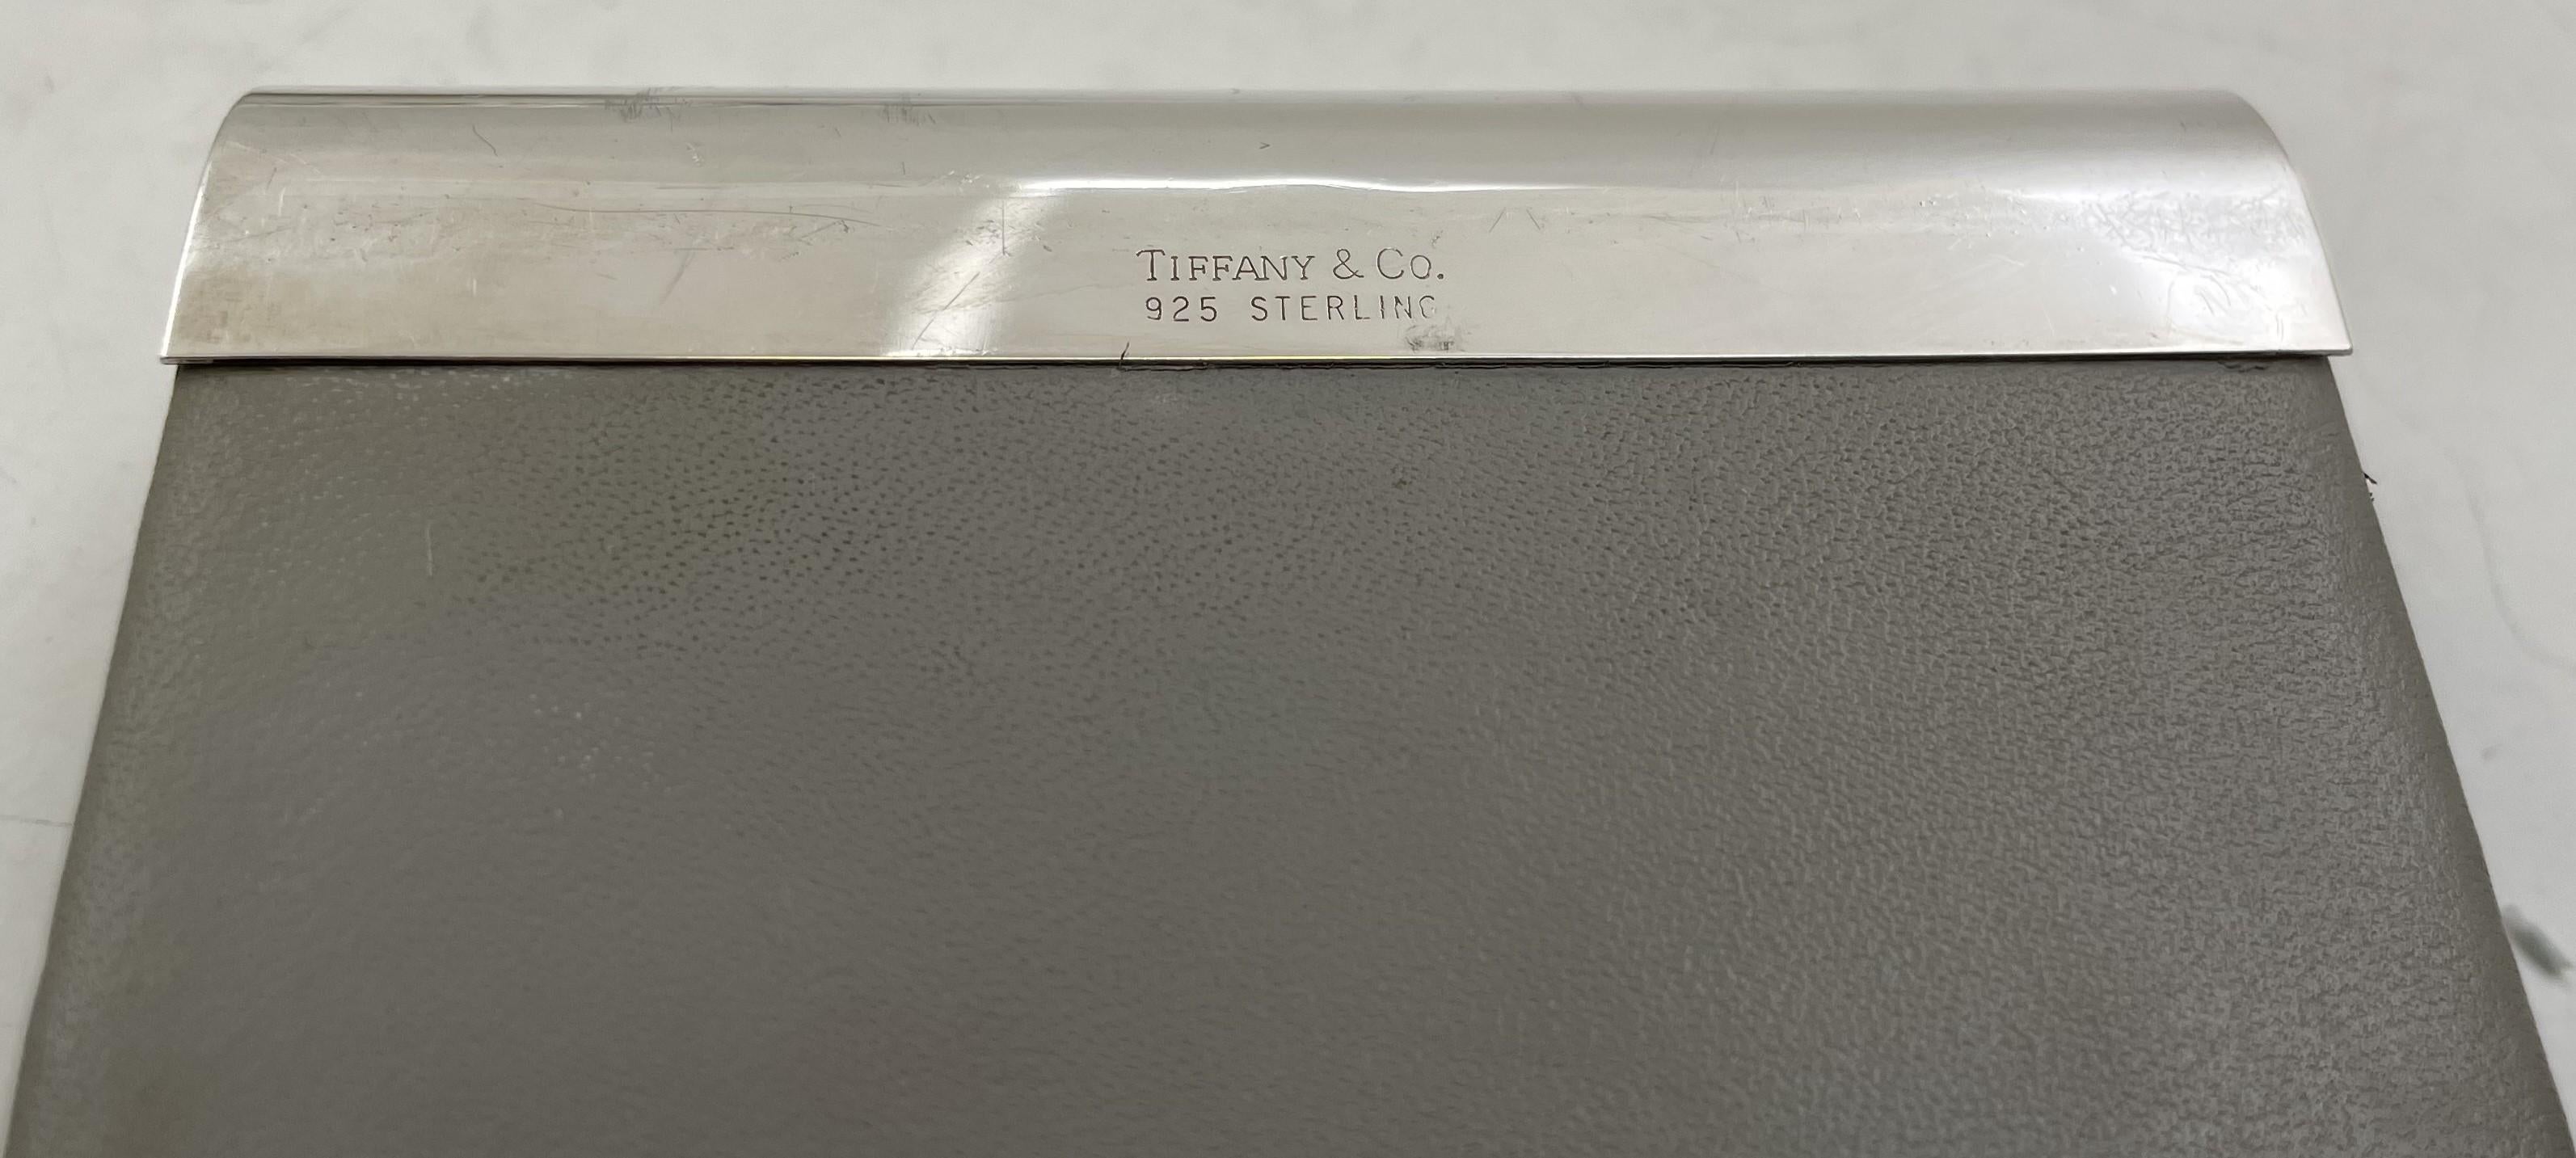 TIFFANY & CO.
925 STERLING